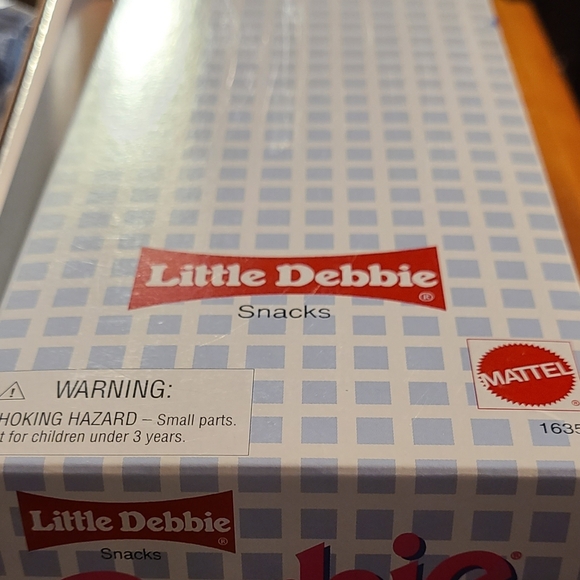 Little Debbie®
Snacks
MATTEL®
1635
⚠ WARNING:
HOKING HAZARD – Small parts.
t for children under 3 years.
Little Debbie®
Snacks